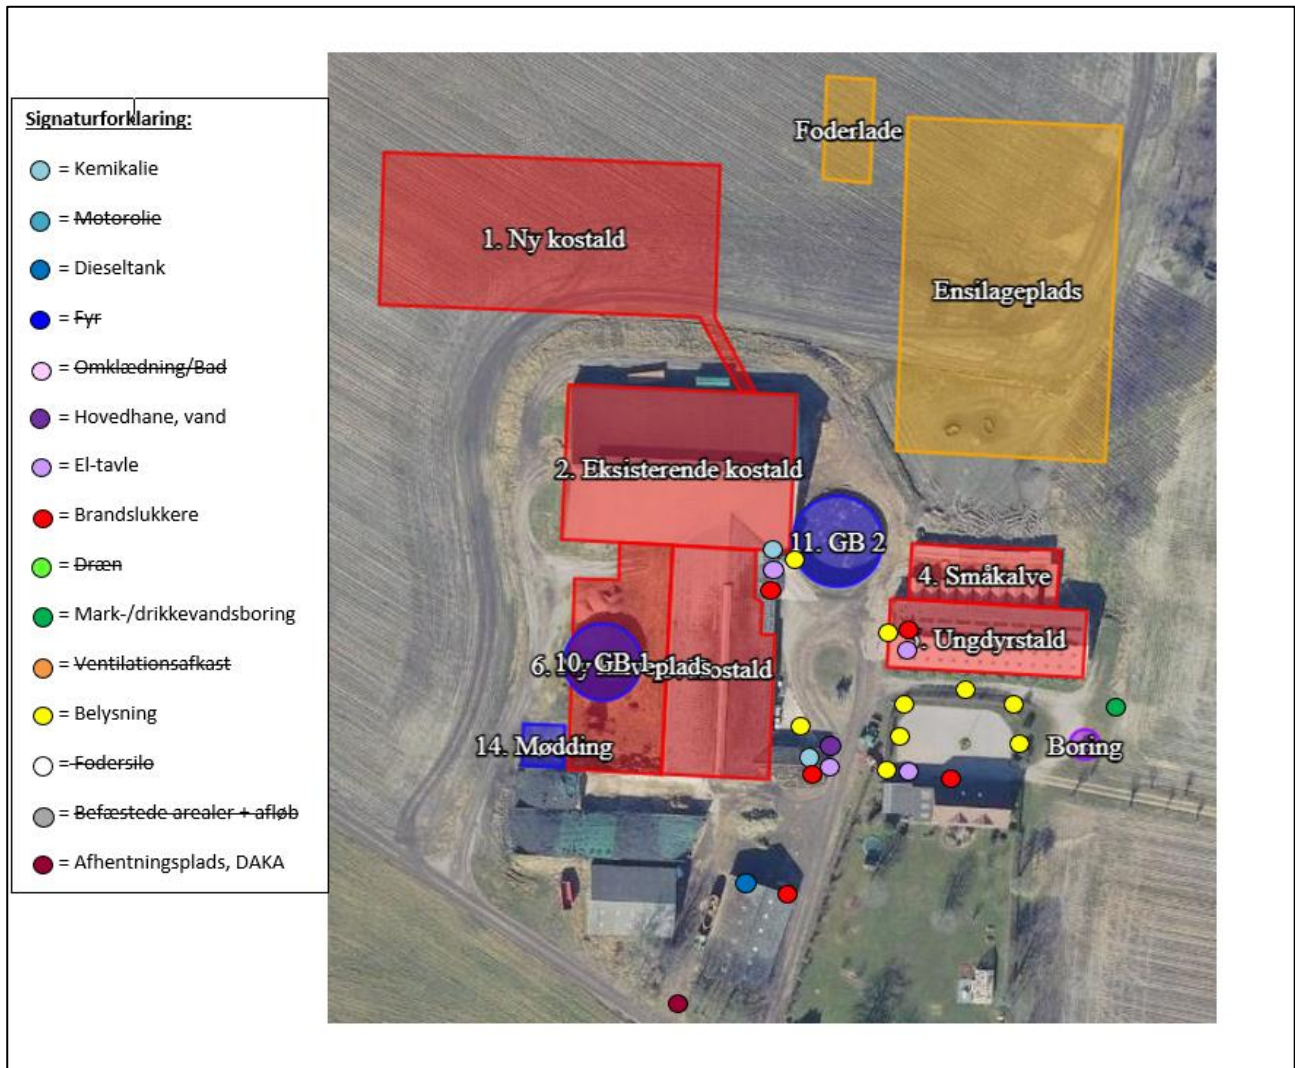 Signaturforklaring:
= Kemikalie
= Motorolie
= Dieseltank
= Fyr
= Omklædning/Bad
= Hovedhane, vand
= El-tavle
= Brandslukkere
= Dræn
= Mark-/drikkevandsboring
= Ventilationsafkast
= Belysning
= Fodersilo
= Befæstede arealer + afløb
= Afhentningsplads, DAKA
Foderlade
1. Ny kostald
Ensilageplads
2. Eksisterende kostald
11. GB 2
4. Småkalve
Ungdyrstald
6. 10. GB 1
14. Mødding
Boring